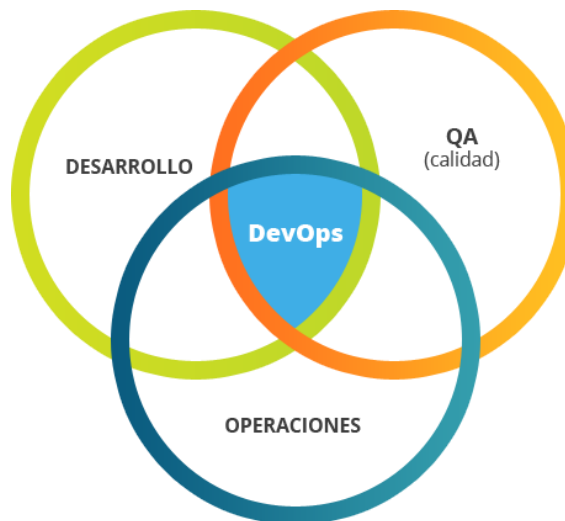 DESARROLLO
QA
(calidad)
DevOps
OPERACIONES